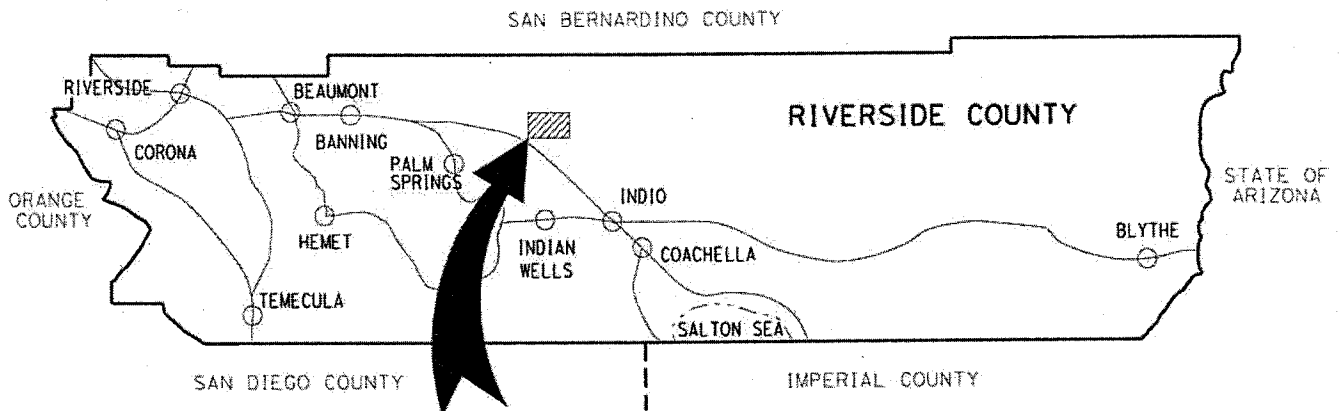 SAN BERNARDINO COUNTY
RIVERSIDE
BEAUMONT
RIVERSIDE COUNTY
CORONA
BANNING
PALM
SPRINGS
ORANGE
COUNTY
STATE OF
ARIZONA
INDIO
HEMET
INDIAN
WELLS
COACHELLA
BLYTHE
TEMECULA
SALTON SEA
SAN DIEGO COUNTY
IMPERIAL COUNTY